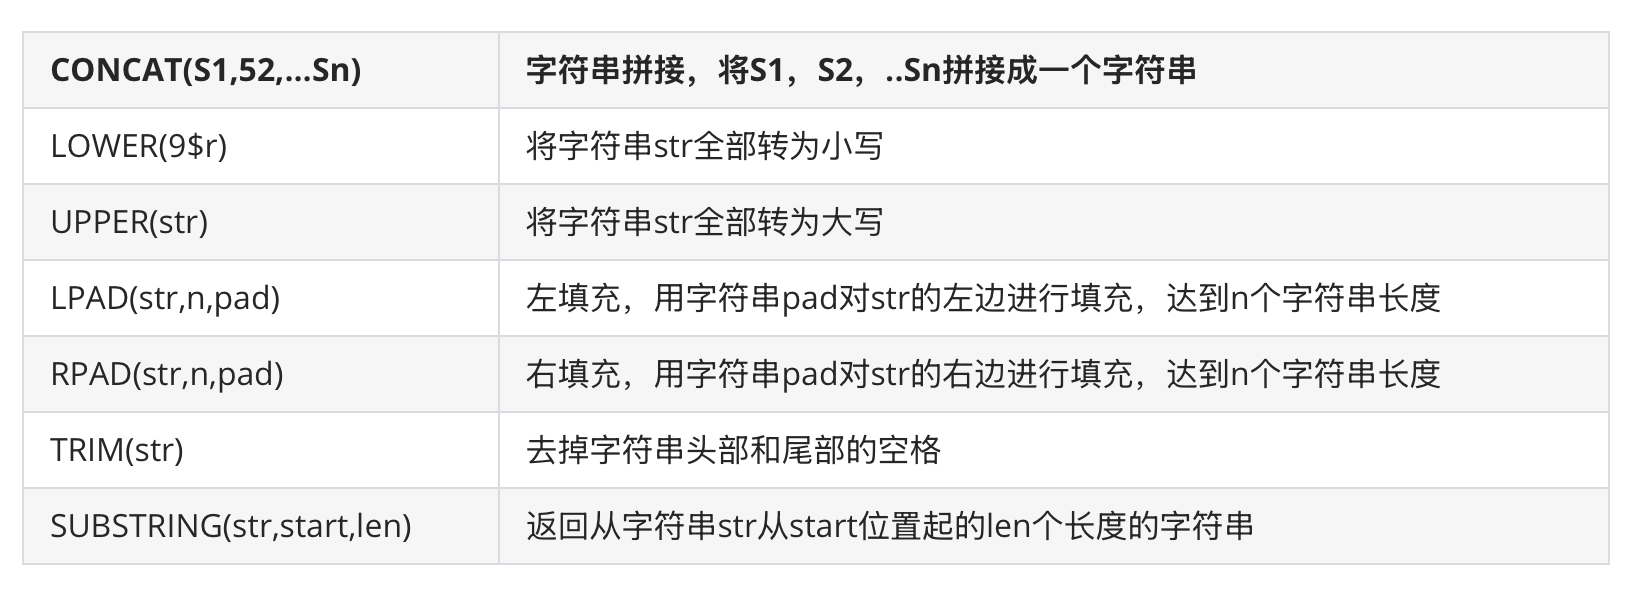 CONCAT(S1,52,...Sn) 字符串拼接，将S1，S2，..Sn拼接成一个字符串
LOWER(9$r) 将字符串str全部转为小写
UPPER(str) 将字符串str全部转为大写
LPAD(str,n,pad) 左填充，用字符串pad对str的左边进行填充，达到n个字符串长度
RPAD(str,n,pad) 右填充，用字符串pad对str的右边进行填充，达到n个字符串长度
TRIM(str) 去掉字符串头部和尾部的空格
SUBSTRING(str,start,len) 返回从字符串str从start位置起的len个长度的字符串